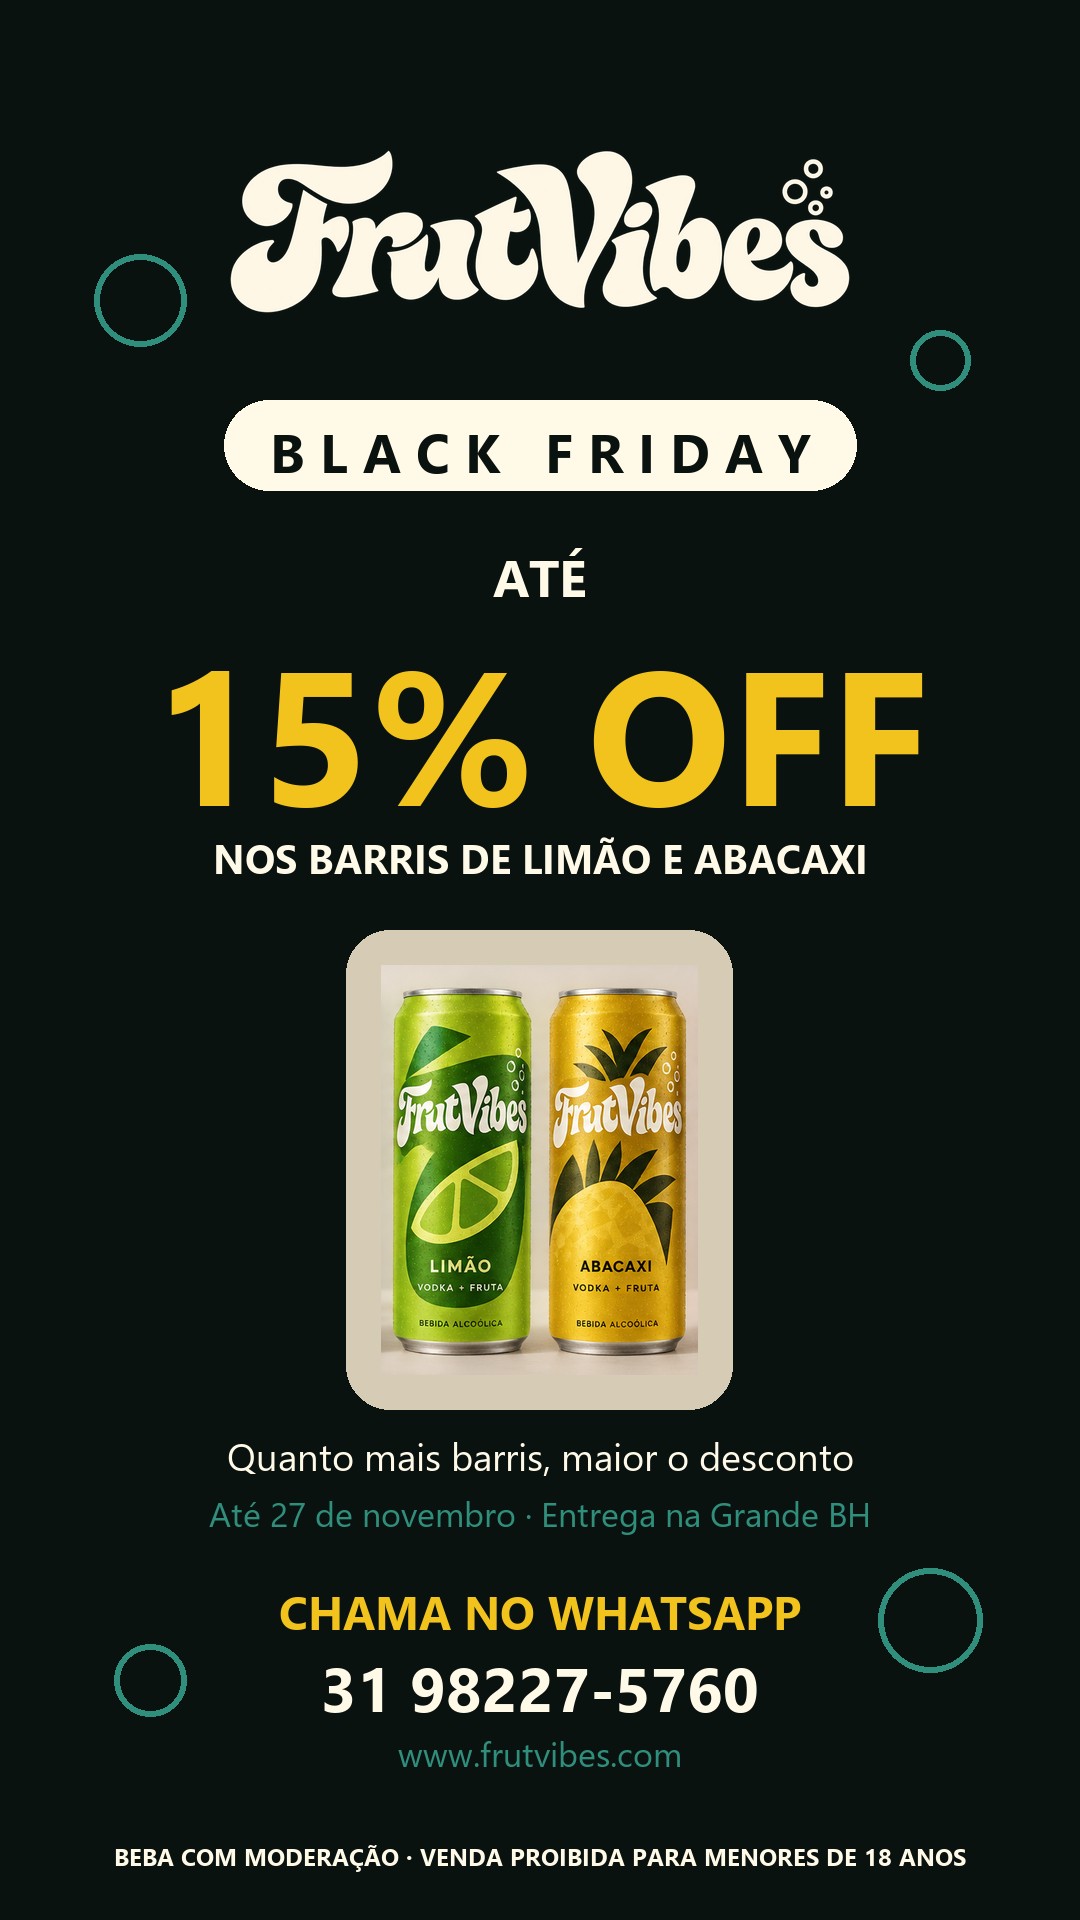 FrutVibes
BLACK FRIDAY
ATÉ
15% OFF
NOS BARRIS DE LIMÃO E ABACAXI
FrutVibes
LIMÃO
VODKA + FRUTA
BEBIDA ALCOÓLICA
FrutVibes
ABACAXI
VODKA + FRUTA
BEBIDA ALCOÓLICA
Quanto mais barris, maior o desconto
Até 27 de novembro · Entrega na Grande BH
CHAMA NO WHATSAPP
31 98227-5760
www.frutvibes.com
BEBA COM MODERAÇÃO · VENDA PROIBIDA PARA MENORES DE 18 ANOS